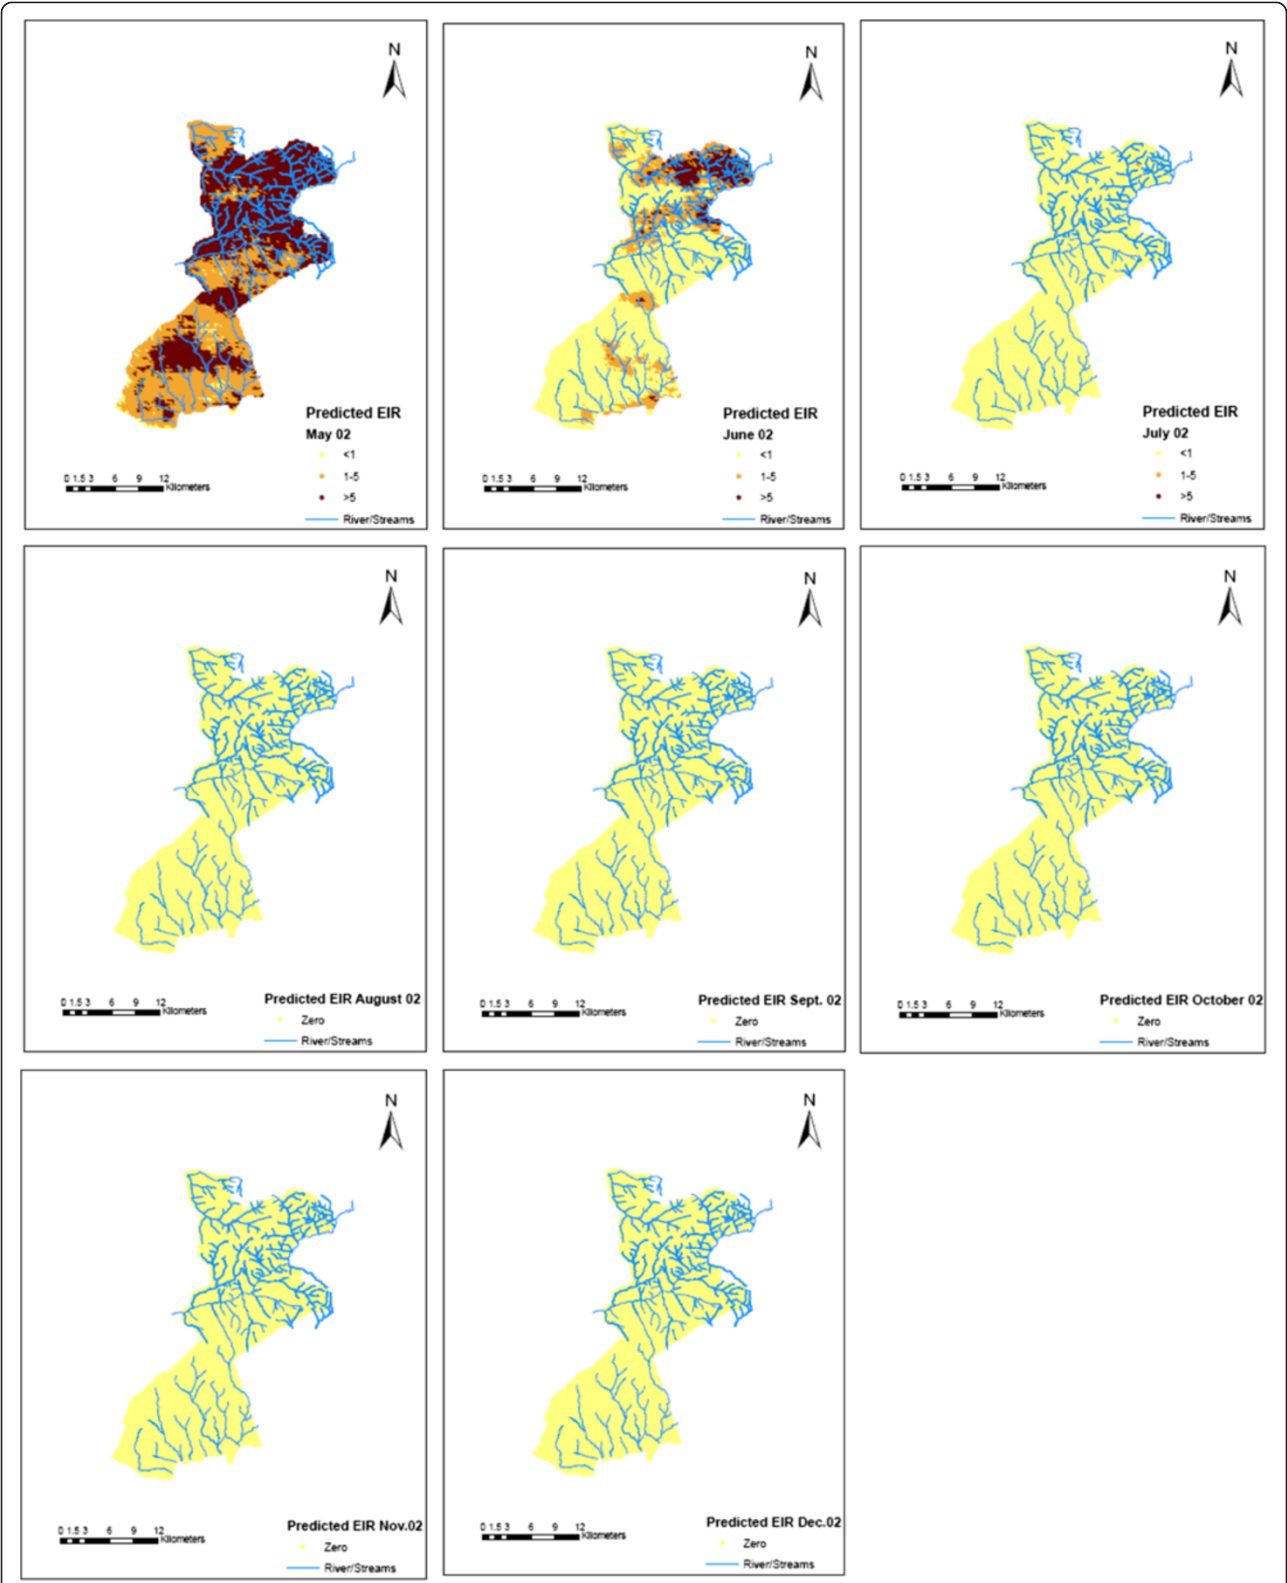 N
Predicted EIR
May 02
<1
1-5
>5
River/Streams
0 1.5 3 6 9 12
Kilometers
N
Predicted EIR
June 02
<1
1-5
>5
River/Streams
0 1.5 3 6 9 12
Kilometers
N
Predicted EIR
July 02
<1
1-5
>5
River/Streams
0 1.5 3 6 9 12
Kilometers
N
Predicted EIR August 02
Zero
River/Streams
0 1.5 3 6 9 12
Kilometers
N
Predicted EIR Sept. 02
Zero
River/Streams
0 1.5 3 6 9 12
Kilometers
N
Predicted EIR October 02
Zero
River/Streams
0 1.5 3 6 9 12
Kilometers
N
Predicted EIR Nov.02
Zero
River/Streams
0 1.5 3 6 9 12
Kilometers
N
Predicted EIR Dec.02
Zero
River/Streams
0 1.5 3 6 9 12
Kilometers